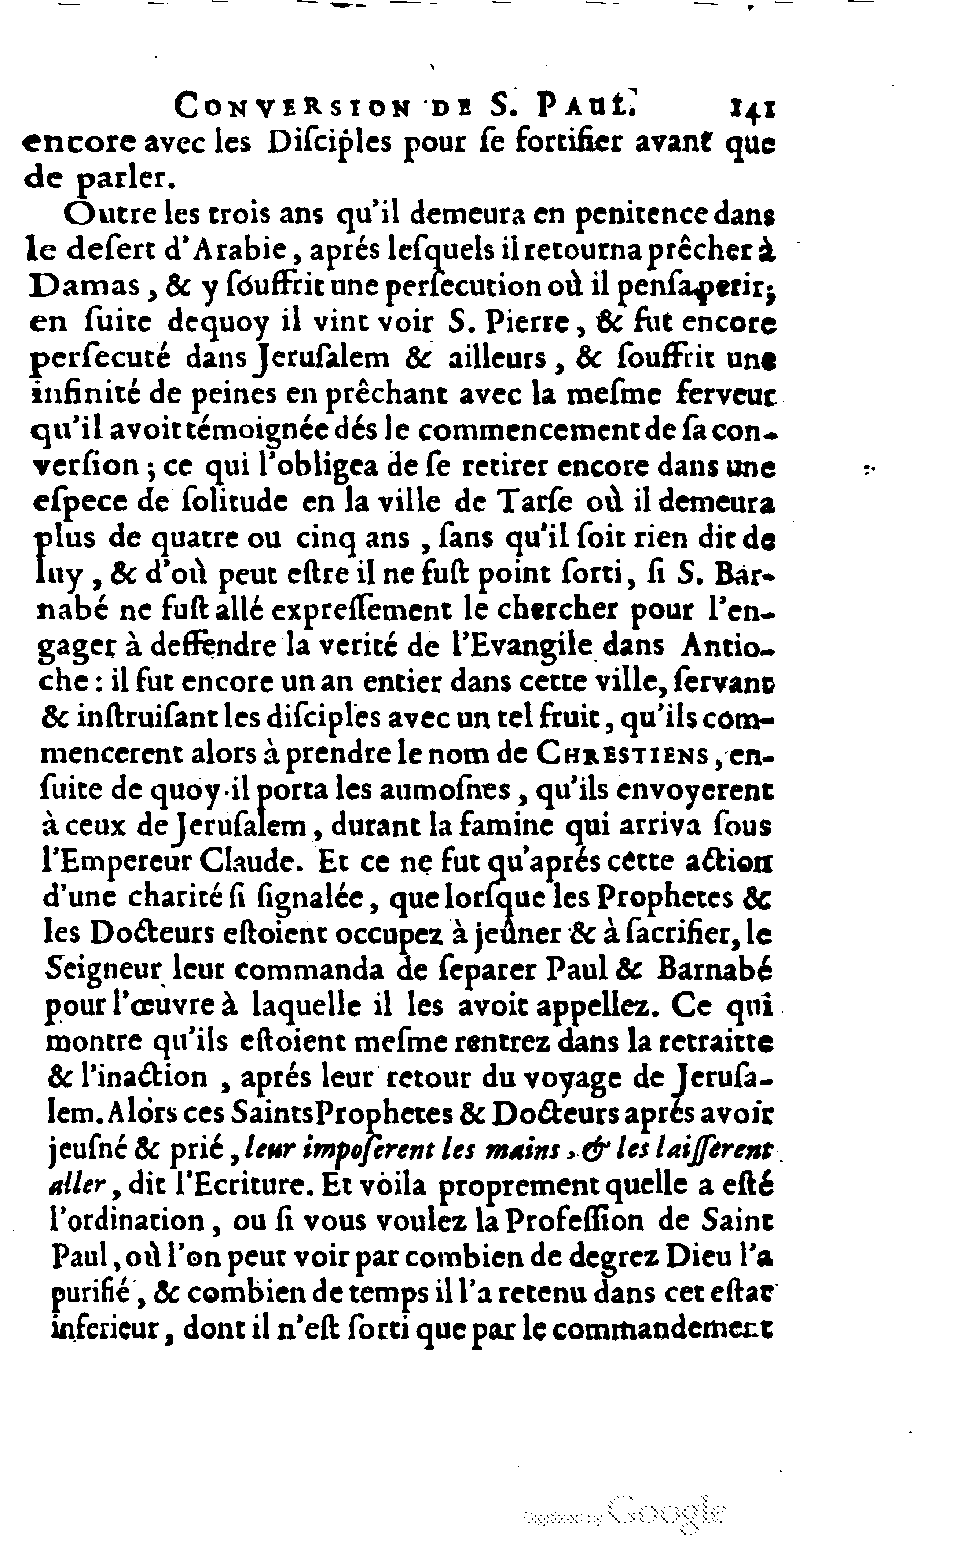 CONVERSION DE S. PAUL. 141
encore avec les Diſciples pour ſe fortifier avant que
de parler.
Outre les trois ans qu'il demeura en penitence dans
le deſert d'Arabie, aprés leſquels il retourna prêcher à
Damas, & y ſouffrit une perſecution où il penſa perir;
en ſuite dequoy il vint voir S. Pierre, & fut encore
perſecuté dans Jeruſalem & ailleurs, & ſouffrit une
infinité de peines en prêchant avec la meſme ferveur
qu'il avoit témoignée dés le commencement de ſa con-
verſion; ce qui l'obligea de ſe retirer encore dans une
eſpece de ſolitude en la ville de Tarſe où il demeura
plus de quatre ou cinq ans, ſans qu'il ſoit rien dit de
luy, & d'où peut eſtre il ne fuſt point ſorti, ſi S. Bar-
nabé ne fuſt allé expreſſement le chercher pour l'en-
gager à deffendre la verité de l'Evangile dans Antio-
che: il fut encore un an entier dans cette ville, ſervant
& inſtruiſant les diſciples avec un tel fruit, qu'ils com-
mencerent alors à prendre le nom de CHRESTIENS, en-
ſuite de quoy il porta les aumoſnes, qu'ils envoyerent
à ceux de Jeruſalem, durant la famine qui arriva ſous
l'Empereur Claude. Et ce ne fut qu'aprés cette action
d'une charité ſi ſignalée, que lorſque les Prophetes &
les Docteurs eſtoient occupez à jeûner & à ſacrifier, le
Seigneur leur commanda de ſeparer Paul & Barnabé
pour l'œuvre à laquelle il les avoit appellez. Ce qui
montre qu'ils eſtoient meſme rentrez dans la retraitte
& l'inaction, aprés leur retour du voyage de Jeruſa-
lem. Alors ces Saints Prophetes & Docteurs aprés avoir
jeuſné & prié, leur impoſerent les mains, & les laiſſerent
aller, dit l'Ecriture. Et voila proprement quelle a eſté
l'ordination, ou ſi vous voulez la Profeſſion de Saint
Paul, où l'on peut voir par combien de degrez Dieu l'a
purifié, & combien de temps il l'a retenu dans cet eſtat
inferieur, dont il n'eſt ſorti que par le commandement
Digitized by Google